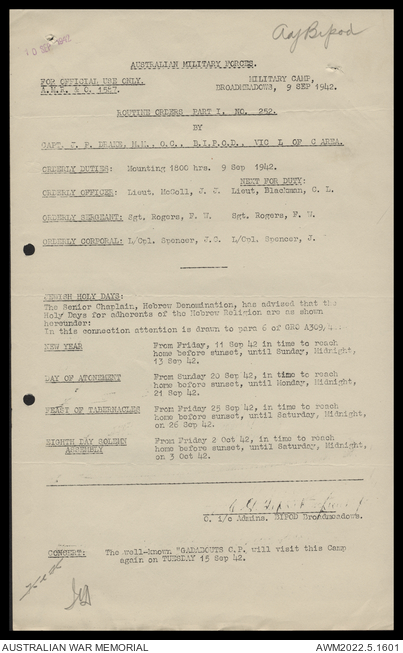 10 SEP 1942
Adj Bipod
AUSTRALIAN MILITARY FORCES.
FOR OFFICIAL USE ONLY.
MILITARY CAMP,
BROADMEADOWS, 9 SEP 1942.
ROUTINE ORDERS PART I. NO. 252.
BY
CAPT. J. P. M.M., O.C., B.I.P.O.D., VIC L OF C AREA.
ORDERLY DUTIES: Mounting 1800 hrs. 9 Sep 1942.
NEXT FOR DUTY:
ORDERLY OFFICER: Lieut. McColl, J. J. Lieut, Blackman, C. L.
ORDERLY SERGEANT: Sgt. Rogers, F. W. Sgt. Rogers, F. W.
ORDERLY CORPORAL: L/Cpl. Spencer, J.C. L/Cpl. Spencer, J.
JEWISH HOLY DAYS:
The Senior Chaplain, Hebrew Denomination, has advised that the
Holy Days for adherents of the Hebrew Religion are as shown
hereunder:
In this connection attention is drawn to para 6 of GRO A309,
NEW YEAR From Friday, 11 Sep 42 in time to reach
home before sunset, until Sunday, Midnight,
13 Sep 42.
DAY OF ATONEMENT From Sunday 20 Sep 42, in time to reach
home before sunset, until Monday, Midnight,
21 Sep 42.
FEAST OF TABERNACLES From Friday 25 Sep 42, in time to reach
home before sunset, until Saturday, Midnight,
on 26 Sep 42.
EIGHTH DAY SOLEMN From Friday 2 Oct 42, in time to reach
ASSEMBLY home before sunset, until Saturday, Midnight,
on 3 Oct 42.
C. i/c Admins. BIPOD Broadmeadows.
CONCERT: The well-known "GADABOUTS C.P. will visit this Camp
again on TUESDAY 15 Sep 42.
AUSTRALIAN WAR MEMORIAL
AWM2022.5.1601